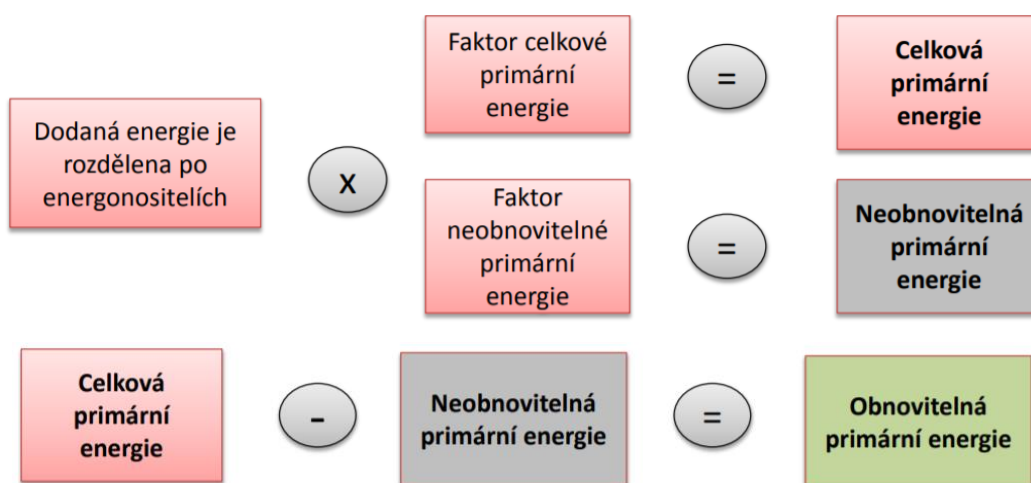 Faktor celkové
primární
energie
=
Celková
primární
energie
Dodaná energie je
rozdělena po
energonositelích
x
Faktor
neobnovitelné
primární
energie
=
Neobnovitelná
primární
energie
Celková
primární
energie
-
Neobnovitelná
primární energie
=
Obnovitelná
primární energie